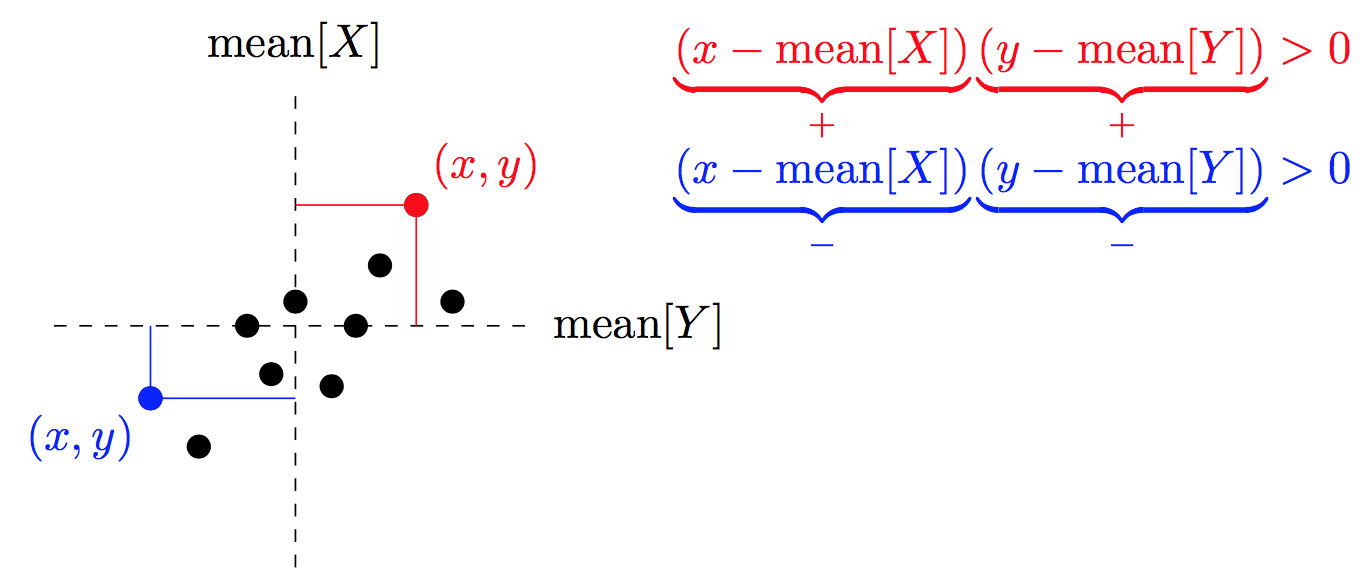 mean[X]
(x, y)
mean[Y]
(x, y)
(x − mean[X]) (y − mean[Y]) > 0
+ +
(x − mean[X]) (y − mean[Y]) > 0
− −